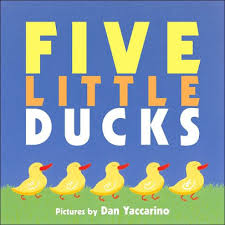 FIVE
LITTLE
DUCKS
Pictures by Dan Yaccarino